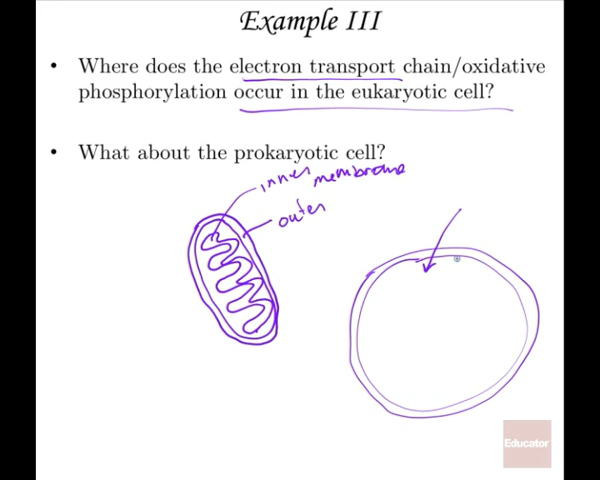 Example III
• Where does the electron transport chain/oxidative
phosphorylation occur in the eukaryotic cell?
• What about the prokaryotic cell?
inner membrane
outer
Educator